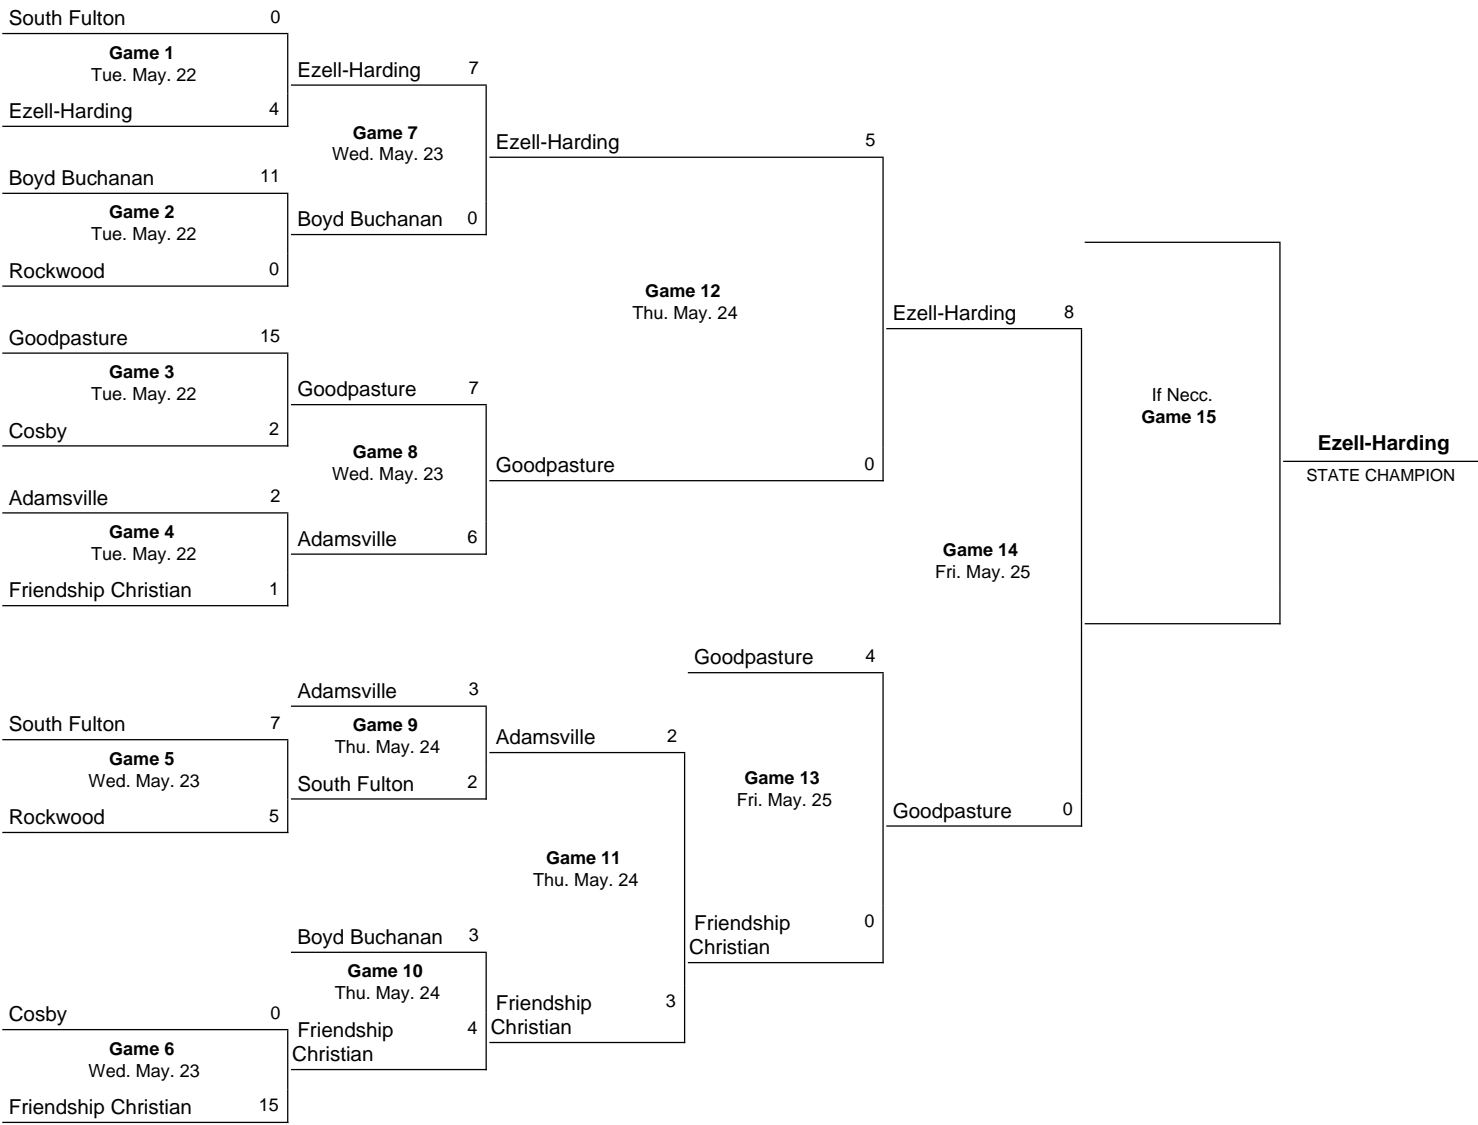 South Fulton 0
Game 1
Tue. May. 22
Ezell-Harding 4
Boyd Buchanan 11
Game 2
Tue. May. 22
Rockwood 0
Goodpasture 15
Game 3
Tue. May. 22
Cosby 2
Adamsville 2
Game 4
Tue. May. 22
Friendship Christian 1
South Fulton 7
Game 5
Wed. May. 23
Rockwood 5
Cosby 0
Game 6
Wed. May. 23
Friendship Christian 15
Ezell-Harding 7
Game 7
Wed. May. 23
Boyd Buchanan 0
Goodpasture 7
Game 8
Wed. May. 23
Adamsville 6
Adamsville 3
Game 9
Thu. May. 24
South Fulton 2
Boyd Buchanan 3
Game 10
Thu. May. 24
Friendship 4
Christian
Ezell-Harding 5
Game 12
Thu. May. 24
Goodpasture 0
Adamsville 2
Game 11
Thu. May. 24
Friendship 3
Christian
Goodpasture 4
Game 13
Fri. May. 25
Friendship 0
Christian
Ezell-Harding 8
Game 14
Fri. May. 25
Goodpasture 0
If Necc.
Game 15
Ezell-Harding
STATE CHAMPION